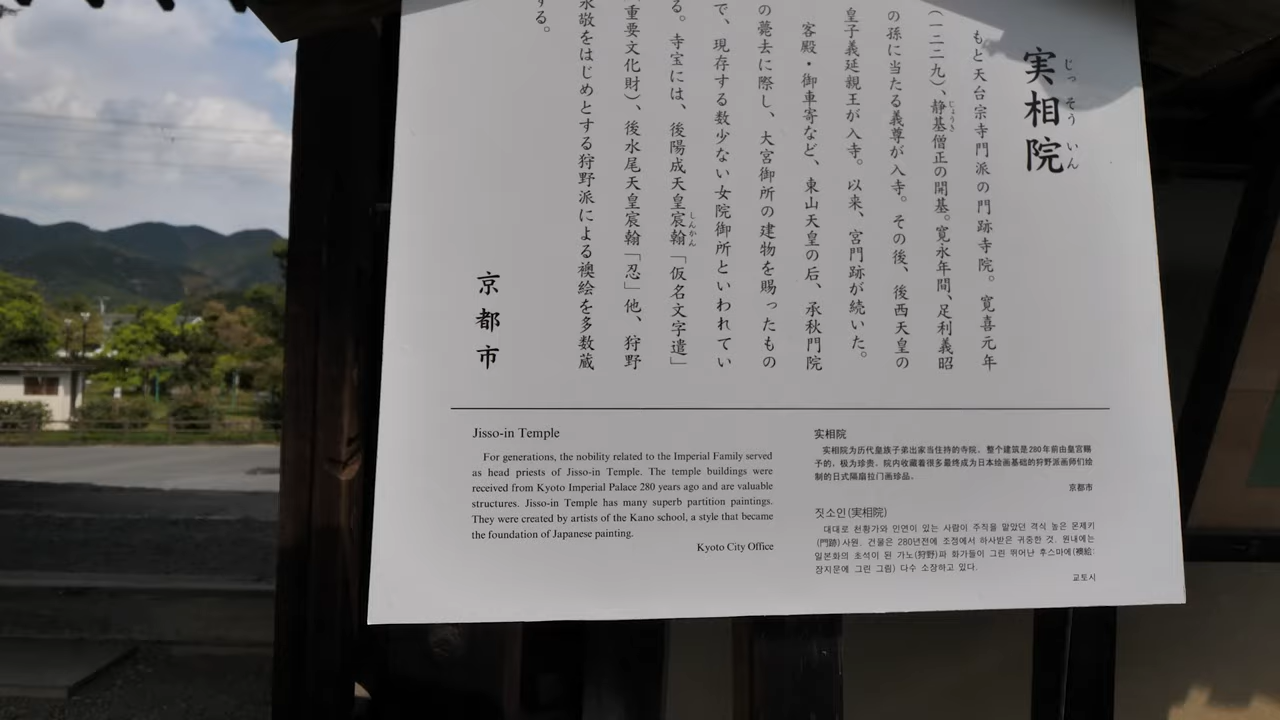 実相院
じっそういん
もと天台宗寺門派の門跡寺院。寛喜元年
(一二二九)、静基僧正の開基。寛永年間、足利義昭
じょうき
の孫に当たる義尊が入寺。その後、後西天皇の
皇子義延親王が入寺。以来、宮門跡が続いた。
客殿・御車寄など、東山天皇の后、承秋門院
の薨去に際し、大宮御所の建物を賜ったもの
で、現存する数少ない女院御所といわれてい
る。寺宝には、後陽成天皇宸翰「仮名文字遣」
しんかん
重要文化財)、後水尾天皇宸翰「忍」他、狩野
永敬をはじめとする狩野派による襖絵を多数蔵
する。
京都市
Jisso-in Temple
For generations, the nobility related to the Imperial Family served
as head priests of Jisso-in Temple. The temple buildings were
received from Kyoto Imperial Palace 280 years ago and are valuable
structures. Jisso-in Temple has many superb partition paintings.
They were created by artists of the Kano school, a style that became
the foundation of Japanese painting.
Kyoto City Office
实相院
实相院为历代皇族子弟出家当住持的寺院。整个建筑是280年前由皇宫赐
予的，极为珍贵。院内收藏着很多最终成为日本绘画基础的狩野派画师们绘
制的日式隔扇拉门画珍品。
京都市
짓소인(実相院)
대대로 천황가와 인연이 있는 사람이 주직을 맡았던 격식 높은 몬제키
(門跡)사원. 건물은 280년전에 조정에서 하사받은 귀중한 것. 원내에는
일본화의 초석이 된 가노(狩野)파 화가들이 그린 뛰어난 후스마에(襖絵:
장지문에 그린 그림) 다수 소장하고 있다.
교토시